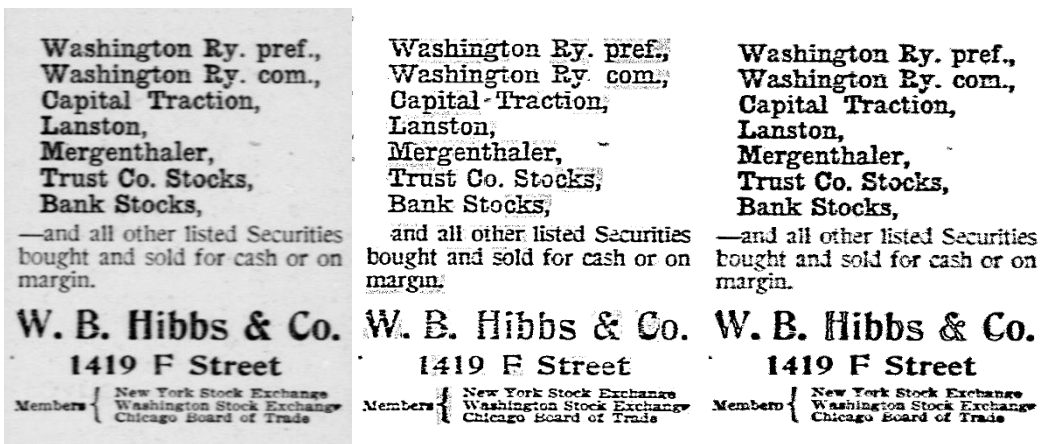 Washington Ry. pref.,
Washington Ry. com.,
Capital Traction,
Lanston,
Mergenthaler,
Trust Co. Stocks,
Bank Stocks,
—and all other listed Securities
bought and sold for cash or on
margin.
W. B. Hibbs & Co.
1419 F Street
Members { New York Stock Exchange
Washington Stock Exchange
Chicago Board of Trade
Washington Ry. pref.,
Washington Ry. com.,
Capital Traction,
Lanston,
Mergenthaler,
Trust Co. Stocks,
Bank Stocks,
and all other listed Securities
bought and sold for cash or on
margin.
W. B. Hibbs & Co.
1419 F Street
Members { New York Stock Exchange
Washington Stock Exchange
Chicago Board of Trade
Washington Ry. pref.,
Washington Ry. com.,
Capital Traction,
Lanston,
Mergenthaler,
Trust Co. Stocks,
Bank Stocks,
—and all other listed Securities
bought and sold for cash or on
margin.
W. B. Hibbs & Co.
1419 F Street
Members { New York Stock Exchange
Washington Stock Exchange
Chicago Board of Trade